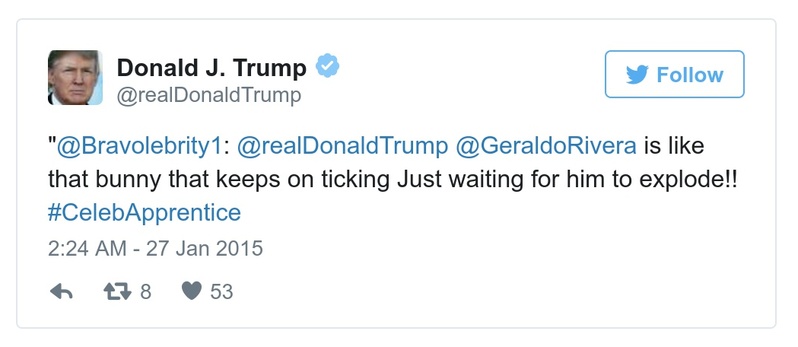 Donald J. Trump
@realDonaldTrump
Follow
"@Bravolebrity1: @realDonaldTrump @GeraldoRivera is like
that bunny that keeps on ticking Just waiting for him to explode!!
#CelebApprentice
2:24 AM - 27 Jan 2015
8 53